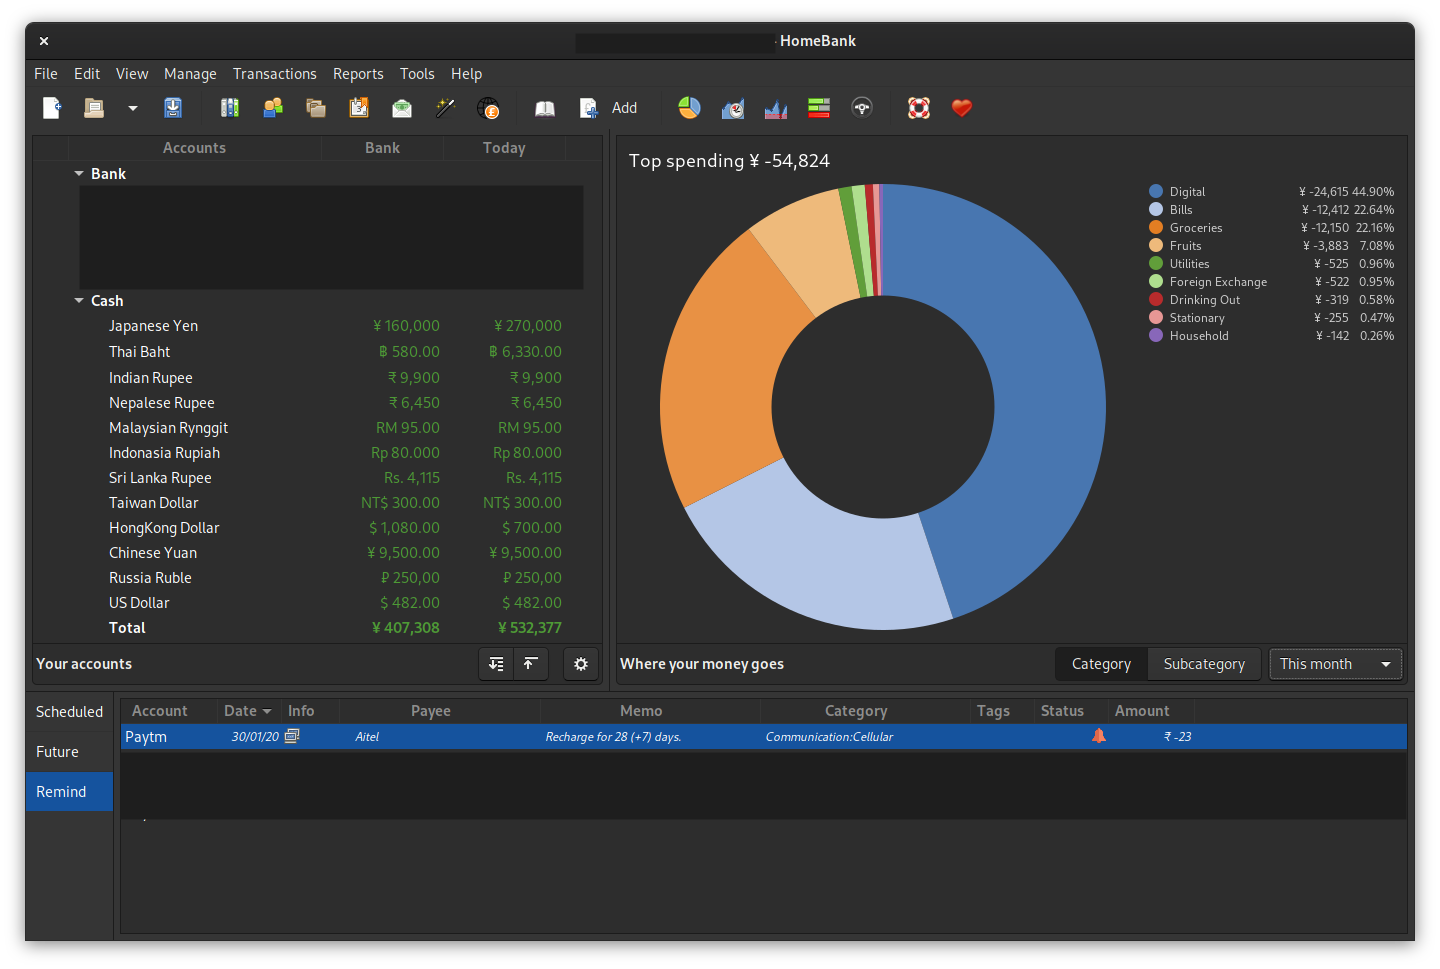 - HomeBank
File Edit View Manage Transactions Reports Tools Help
Add
Accounts Bank Today
Bank
Cash
Japanese Yen ¥ 160,000 ¥ 270,000
Thai Baht ฿ 580.00 ฿ 6,330.00
Indian Rupee ₹ 9,900 ₹ 9,900
Nepalese Rupee ₹ 6,450 ₹ 6,450
Malaysian Rynggit RM 95.00 RM 95.00
Indonasia Rupiah Rp 80.000 Rp 80.000
Sri Lanka Rupee Rs. 4,115 Rs. 4,115
Taiwan Dollar NT$ 300.00 NT$ 300.00
HongKong Dollar $ 1,080.00 $ 700.00
Chinese Yuan ¥ 9,500.00 ¥ 9,500.00
Russia Ruble ₽ 250,00 ₽ 250,00
US Dollar $ 482.00 $ 482.00
Total ¥ 407,308 ¥ 532,377
Your accounts
Top spending ¥ -54,824
Digital ¥ -24,615 44.90%
Bills ¥ -12,412 22.64%
Groceries ¥ -12,150 22.16%
Fruits ¥ -3,883 7.08%
Utilities ¥ -525 0.96%
Foreign Exchange ¥ -522 0.95%
Drinking Out ¥ -319 0.58%
Stationary ¥ -255 0.47%
Household ¥ -142 0.26%
Where your money goes Category Subcategory This month
Scheduled
Future
Remind
Account Date Info Payee Memo Category Tags Status Amount
Paytm 30/01/20 Aitel Recharge for 28 (+7) days. Communication:Cellular ₹ -23